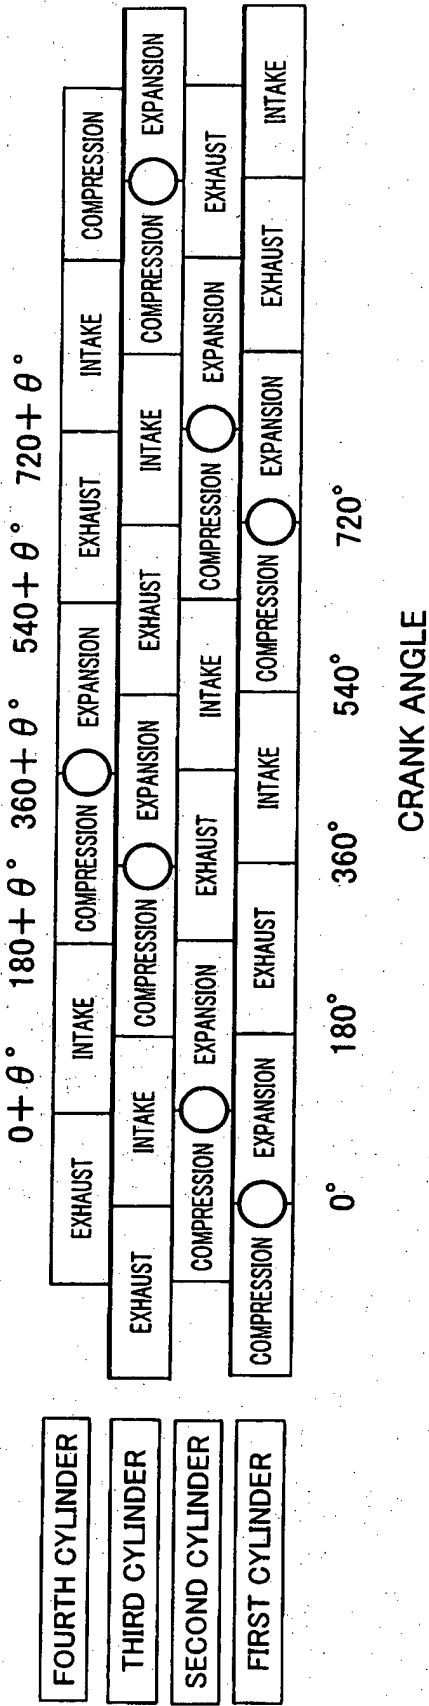 0+θ° 180+θ° 360+θ° 540+θ° 720+θ°
FOURTH CYLINDER
EXHAUST INTAKE COMPRESSION EXPANSION EXHAUST INTAKE COMPRESSION
THIRD CYLINDER
EXHAUST INTAKE COMPRESSION EXPANSION EXHAUST INTAKE COMPRESSION EXPANSION
SECOND CYLINDER
COMPRESSION EXPANSION EXHAUST INTAKE COMPRESSION EXPANSION EXHAUST
FIRST CYLINDER
COMPRESSION EXPANSION EXHAUST INTAKE COMPRESSION EXPANSION EXHAUST INTAKE
0° 180° 360° 540° 720°
CRANK ANGLE